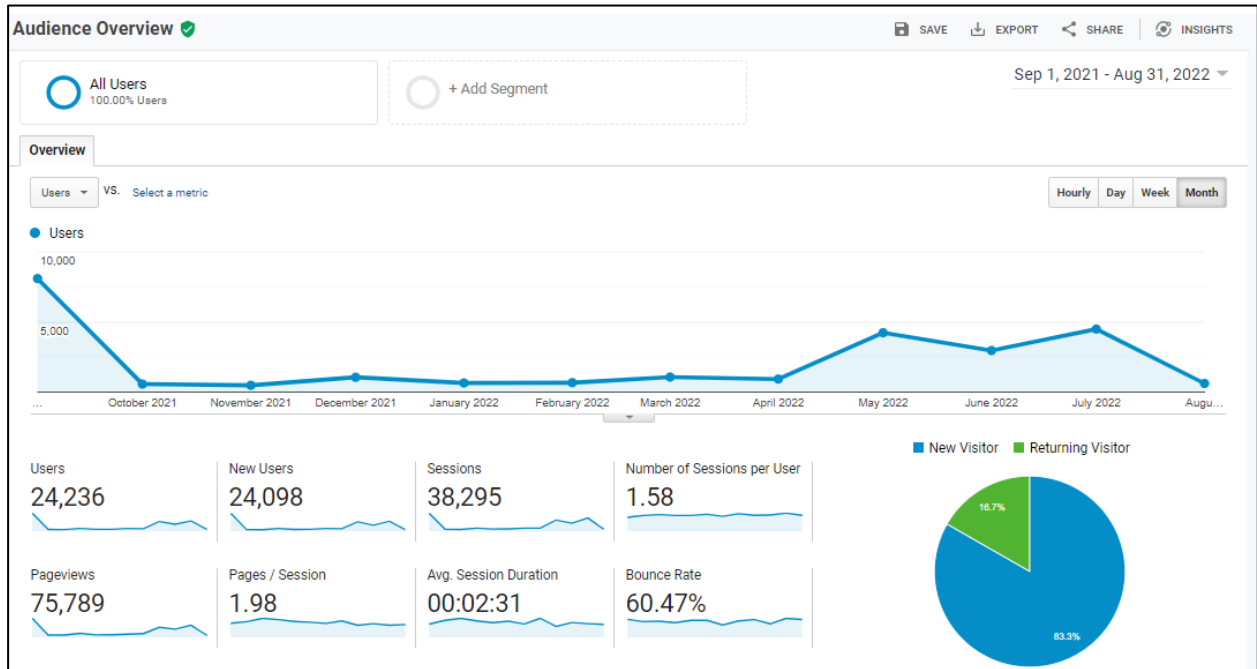 Audience Overview
SAVE EXPORT SHARE INSIGHTS
All Users
100.00% Users
+ Add Segment
Sep 1, 2021 - Aug 31, 2022
Overview
Users VS. Select a metric
Hourly Day Week Month
Users
10,000
5,000
... October 2021 November 2021 December 2021 January 2022 February 2022 March 2022 April 2022 May 2022 June 2022 July 2022 Augu...
New Visitor Returning Visitor
Users New Users Sessions Number of Sessions per User
24,236 24,098 38,295 1.58
16.7%
Pageviews Pages / Session Avg. Session Duration Bounce Rate
75,789 1.98 00:02:31 60.47%
83.3%